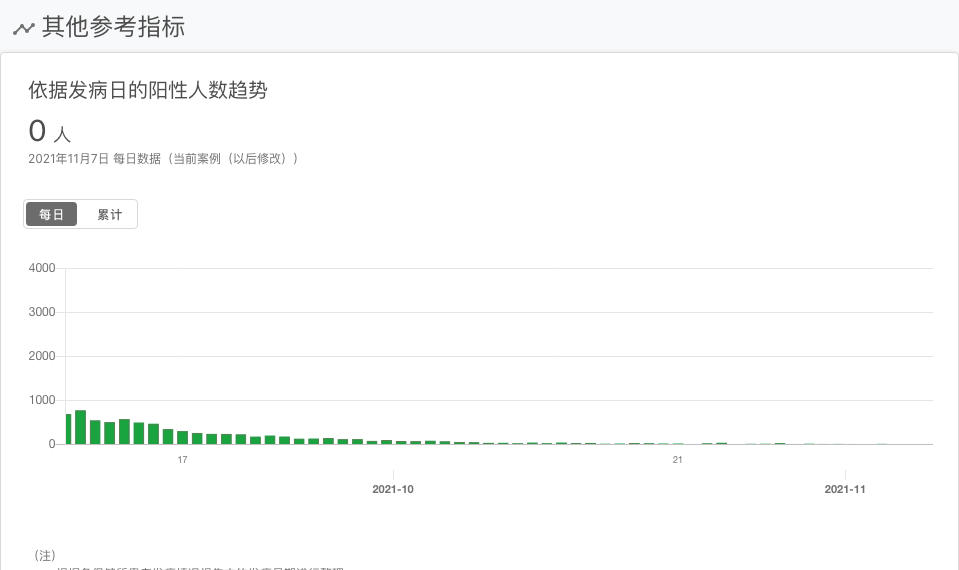 其他参考指标
依据发病日的阳性人数趋势
0 人
2021年11月7日 每日数据（当前案例（以后修改））
每日 累计
4000
3000
2000
1000
0
17 21
2021-10 2021-11
（注）